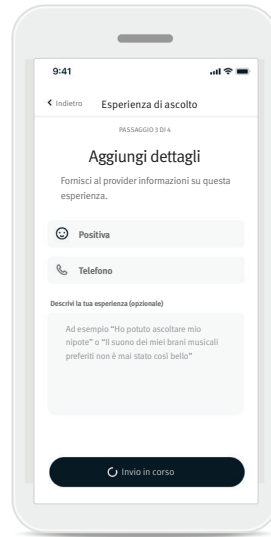 9:41
Indietro Esperienza di ascolto
PASSAGGIO 3 DI 4
Aggiungi dettagli
Fornisci al provider informazioni su questa
esperienza.
Positiva
Telefono
Descrivi la tua esperienza (opzionale)
Ad esempio “Ho potuto ascoltare mio
nipote” o “Il suono dei miei brani musicali
preferiti non è mai stato così bello”
Invio in corso